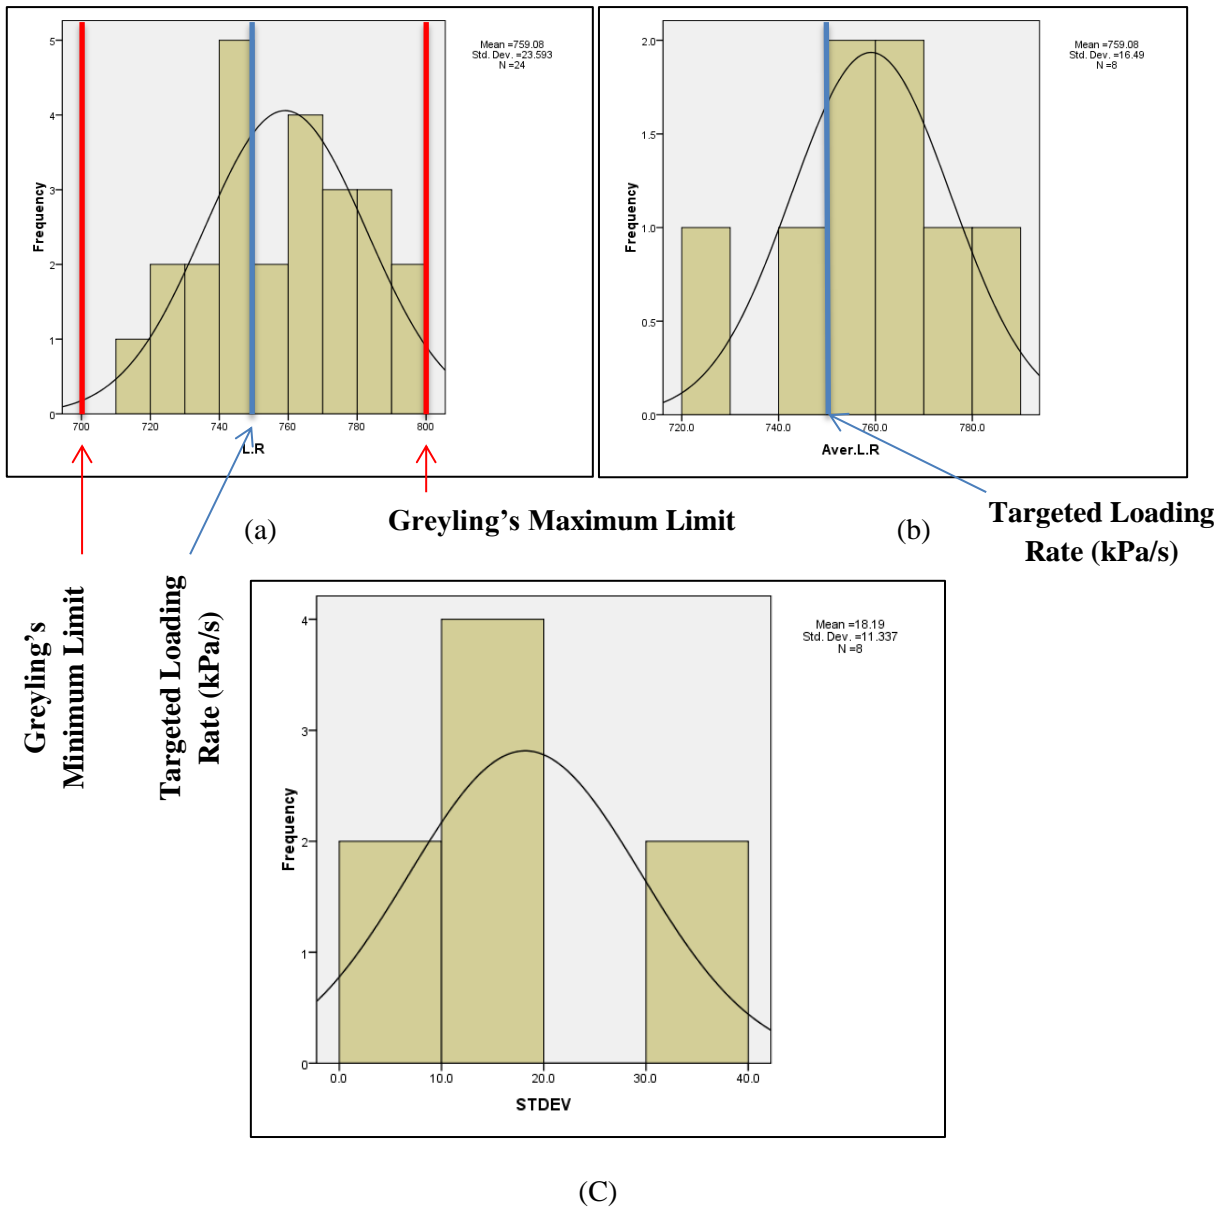 Mean =759.08
Std. Dev. =23.593
N =24
Frequency
5
4
3
2
1
0
700
720
740
760
780
800
L.R
Mean =759.08
Std. Dev. =16.49
N =8
Frequency
2.0
1.5
1.0
0.5
0.0
720.0
740.0
760.0
780.0
Aver.L.R
(a)
Greyling's Maximum Limit
(b)
Targeted Loading
Rate (kPa/s)
Greyling's
Minimum Limit
Targeted Loading
Rate (kPa/s)
Mean =18.19
Std. Dev. =11.337
N =8
Frequency
4
3
2
1
0
0.0
10.0
20.0
30.0
40.0
STDEV
(C)